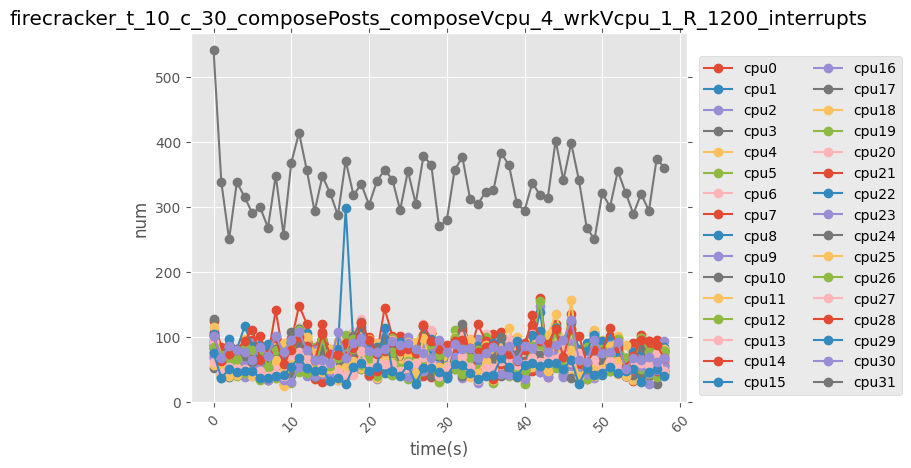 firecracker_t_10_c_30_composePosts_composeVcpu_4_wrkVcpu_1_R_1200_interrupts
500
400
300
200
100
0
num
0 10 20 30 40 50 60
time(s)
cpu0 cpu16
cpu1 cpu17
cpu2 cpu18
cpu3 cpu19
cpu4 cpu20
cpu5 cpu21
cpu6 cpu22
cpu7 cpu23
cpu8 cpu24
cpu9 cpu25
cpu10 cpu26
cpu11 cpu27
cpu12 cpu28
cpu13 cpu29
cpu14 cpu30
cpu15 cpu31